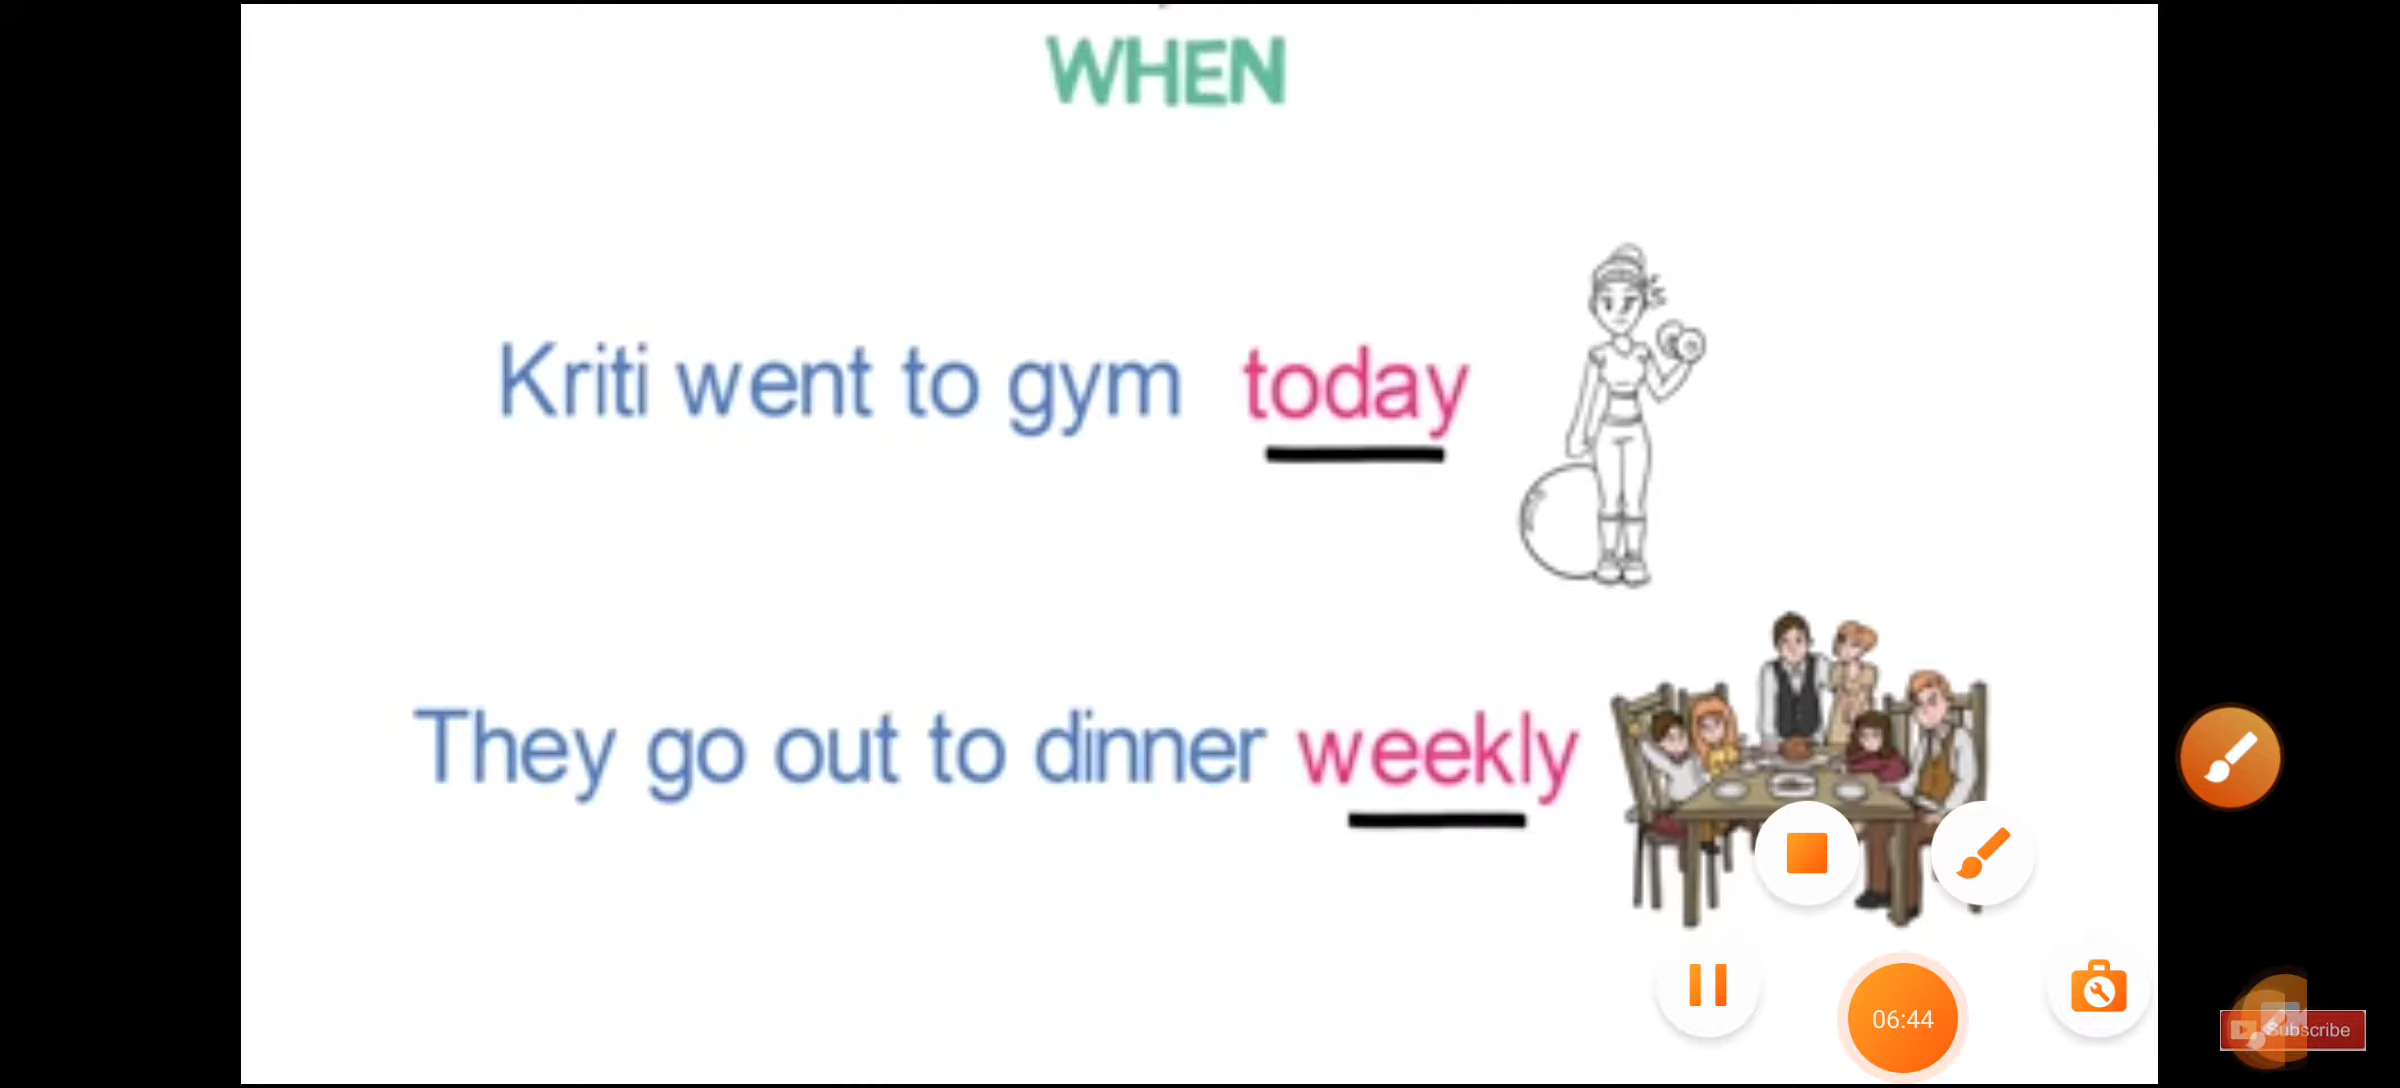 WHEN
Kriti went to gym today
They go out to dinner weekly
06:44
Subscribe